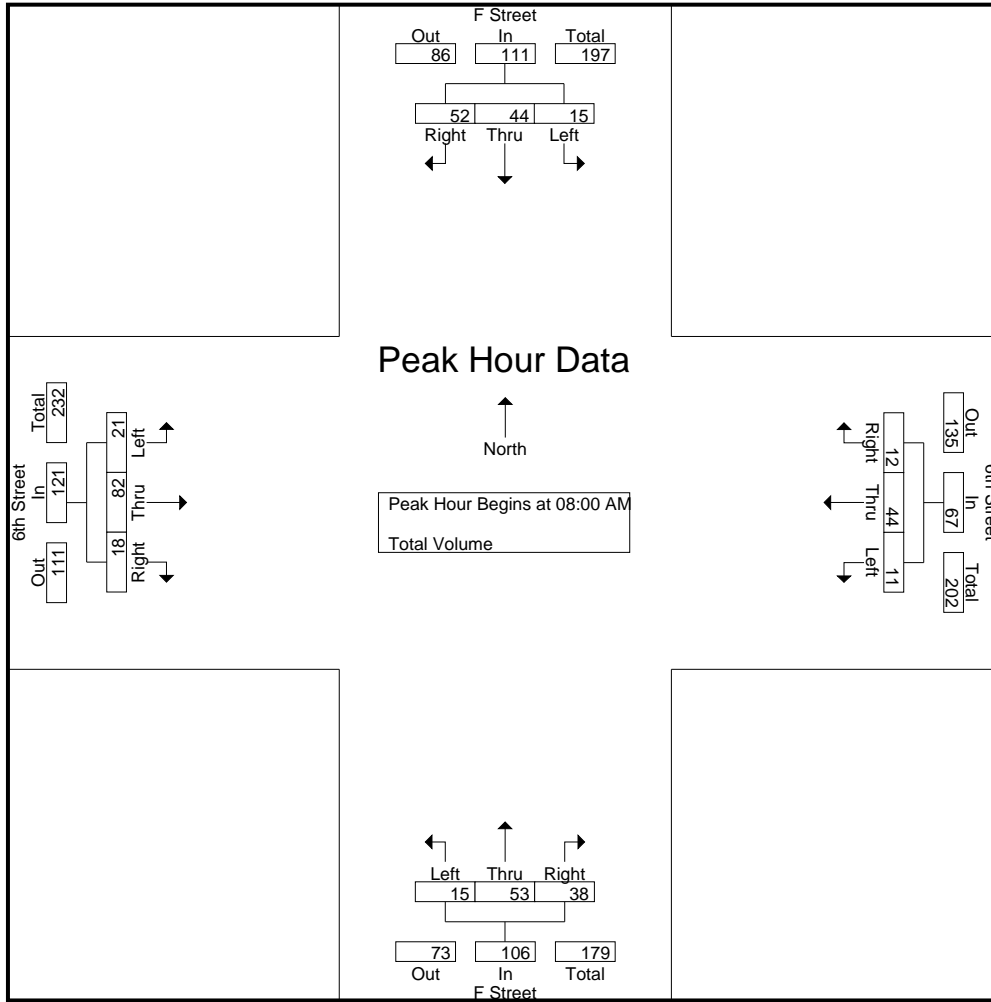 F Street
Out In Total
86 111 197
52 44 15
Right Thru Left
Peak Hour Data
North
Peak Hour Begins at 08:00 AM
Total Volume
6th Street
Total In Out
232 121 111
21 82 18
Left Thru Right
Out In Total
135 67 202
12 44 11
Right Thru Left
Street
Left Thru Right
15 53 38
73 106 179
Out In Total
F Street